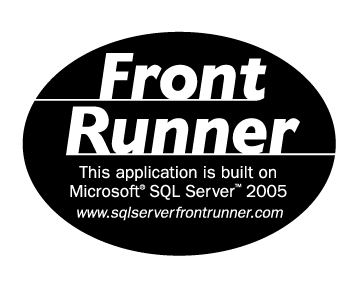 Front
Runner
This application is built on
Microsoft® SQL Server™ 2005
www.sqlserverfrontrunner.com